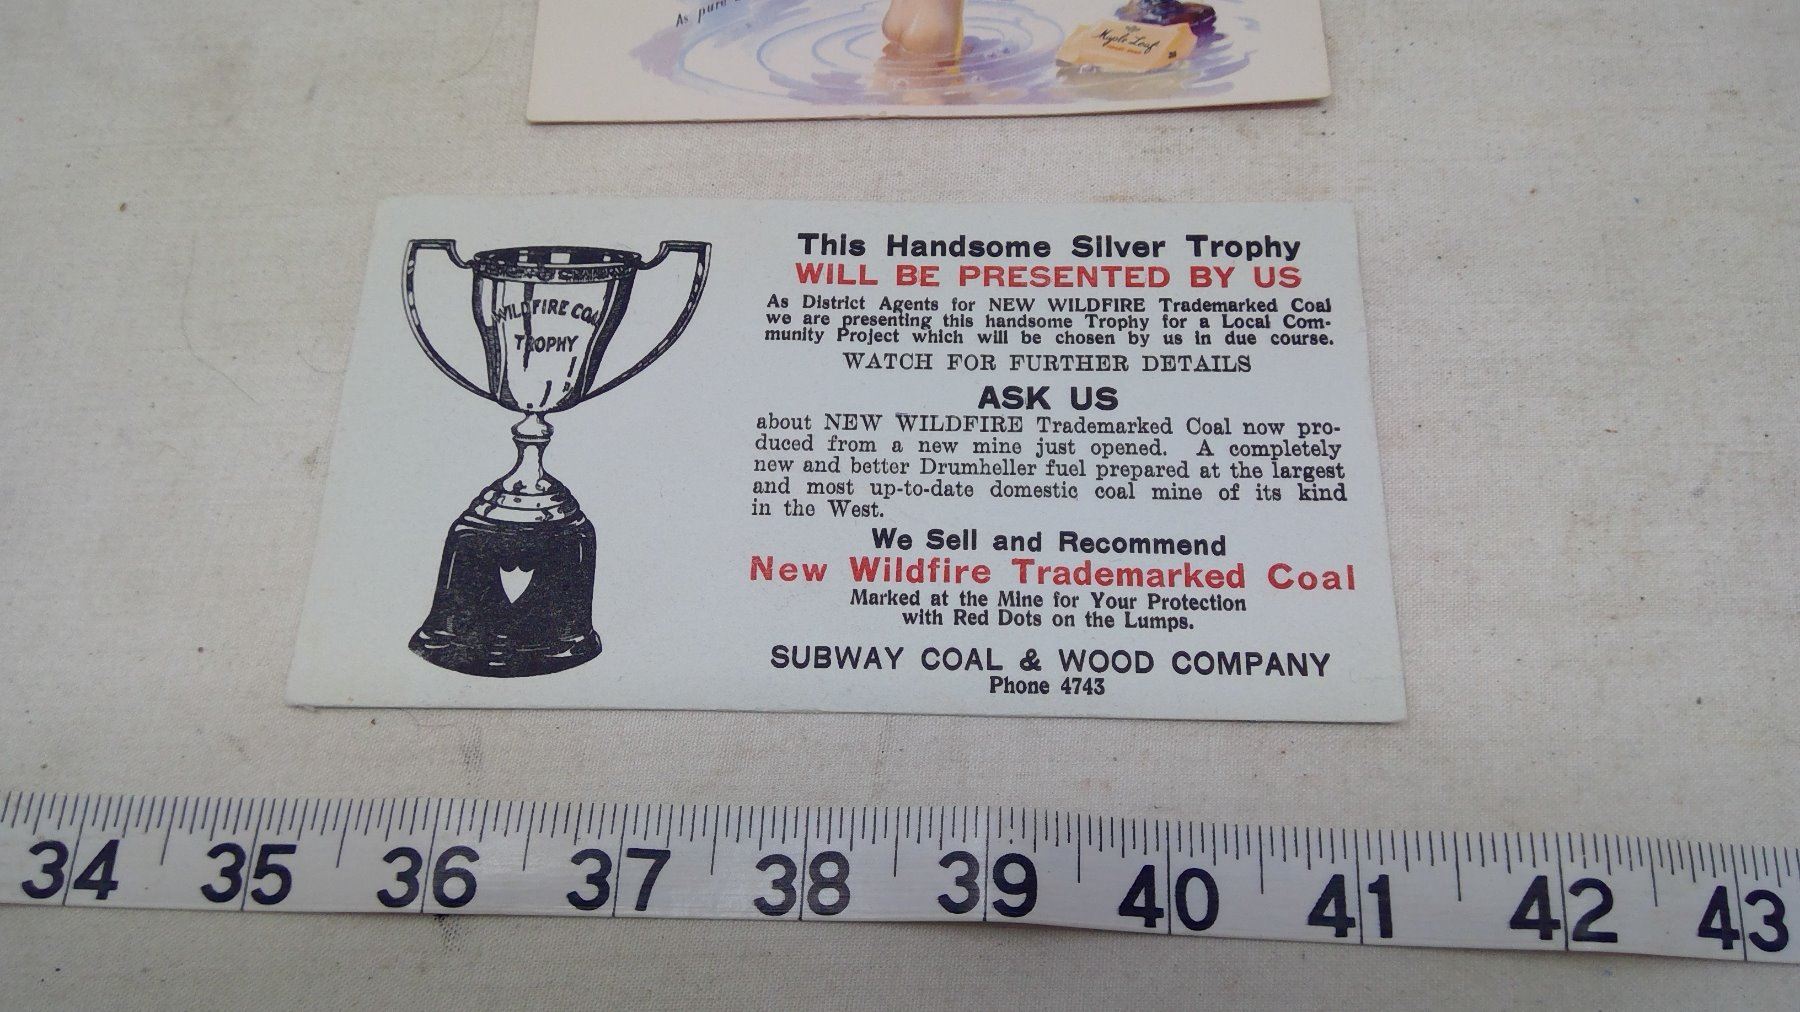 As pure
Maple Leaf
WILDFIRE COAL
TROPHY
This Handsome Silver Trophy
WILL BE PRESENTED BY US
As District Agents for NEW WILDFIRE Trademarked Coal
we are presenting this handsome Trophy for a Local Com-
munity Project which will be chosen by us in due course.
WATCH FOR FURTHER DETAILS
ASK US
about NEW WILDFIRE Trademarked Coal now pro-
duced from a new mine just opened. A completely
new and better Drumheller fuel prepared at the largest
and most up-to-date domestic coal mine of its kind
in the West.
We Sell and Recommend
New Wildfire Trademarked Coal
Marked at the Mine for Your Protection
with Red Dots on the Lumps.
SUBWAY COAL & WOOD COMPANY
Phone 4743
34 35 36 37 38 39 40 41 42 43